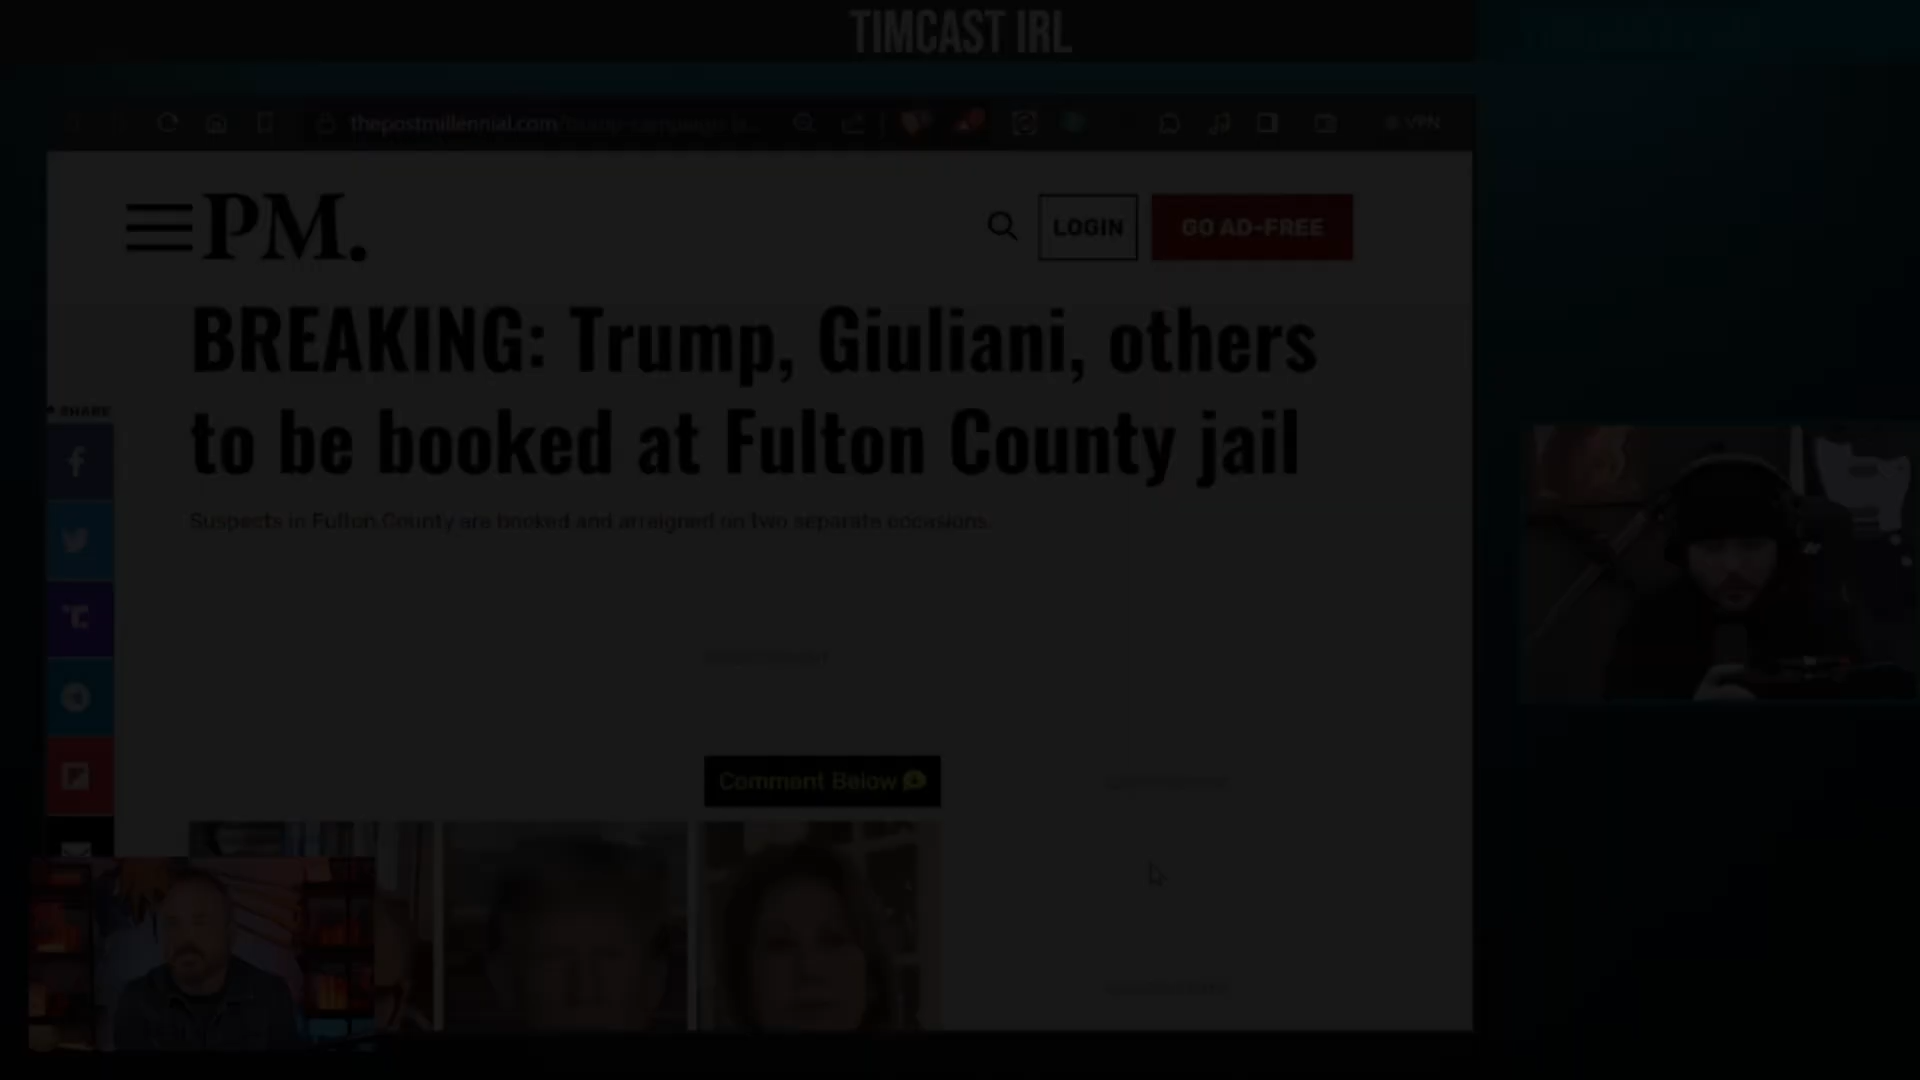 TIMCAST IRL
thepostmillennial.com
VPN
PM.
LOGIN
GO AD-FREE
BREAKING: Trump, Giuliani, others
to be booked at Fulton County jail
SHARE
Suspects in Fulton County are booked and arraigned on two separate occasions.
Comment Below